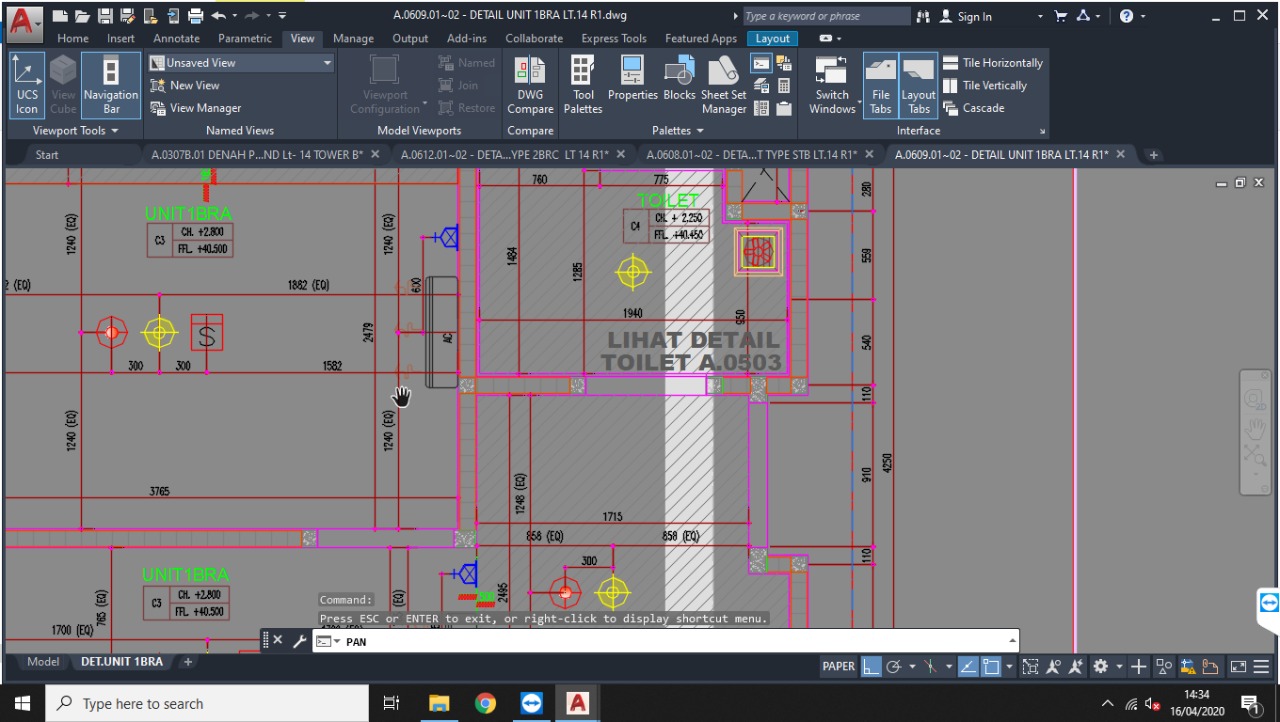 A.0609.01~02 - DETAIL UNIT 1BRA LT.14 R1.dwg
Type a keyword or phrase
Sign In
Home Insert Annotate Parametric View Manage Output Add-ins Collaborate Express Tools Featured Apps Layout
UCS Icon
View Cube
Navigation Bar
Viewport Tools
Unsaved View
New View
View Manager
Named Views
Viewport Configuration
Named
Join
Restore
Model Viewports
DWG Compare
Compare
Tool Palettes
Properties
Blocks
Sheet Set Manager
Palettes
Switch Windows
File Tabs
Layout Tabs
Tile Horizontally
Tile Vertically
Cascade
Interface
Start
A.0307B.01 DENAH P...ND Lt- 14 TOWER B*
A.0612.01~02 - DETA...YPE 2BRC LT 14 R1*
A.0608.01~02 - DETA...T TYPE STB LT.14 R1*
A.0609.01~02 - DETAIL UNIT 1BRA LT.14 R1*
760
775
280
TOILET
UNIT1BRA
C4
CH. + 2,250
FFL. +40.450
C3
CH. +2.800
FFL. +40.500
1240 (EQ)
1240 (EQ)
1484
1285
559
600
2 (EQ)
1882 (EQ)
1940
950
2479
AC
S
540
LIHAT DETAIL
TOILET A.0503
300
300
1582
110
1240 (EQ)
1240 (EQ)
4250
910
3765
1248 (EQ)
1715
858 (EQ)
858 (EQ)
300
110
UNIT1BRA
C3
CH. +2.800
FFL. +40.500
765 (EQ)
(EQ)
2495
1700 (EQ)
Command:
Press ESC or ENTER to exit, or right-click to display shortcut menu.
PAN
Model
DET.UNIT 1BRA
PAPER
Type here to search
14:34
16/04/2020
1